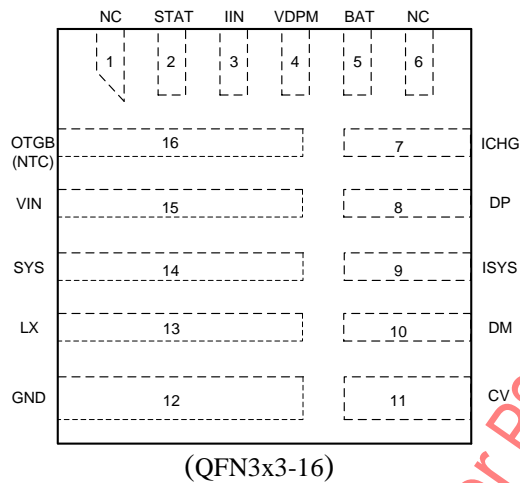 NC STAT IIN VDPM BAT NC
1 2 3 4 5 6
OTGB 16 7 ICHG
(NTC)
VIN 15 8 DP
SYS 14 9 ISYS
LX 13 10 DM
GND 12 11 CV
(QFN3x3-16)
or